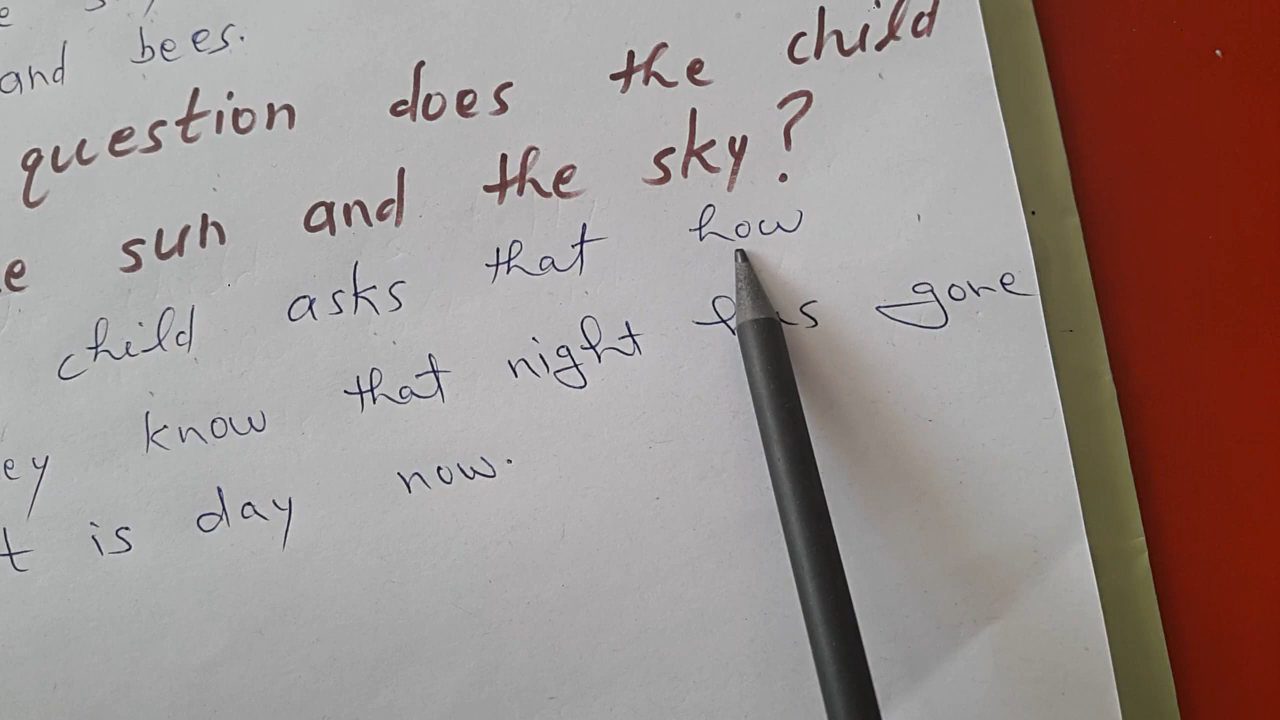 and bees.
question does the child
sun and the sky?
child asks that how
know that night has gone
is day now.